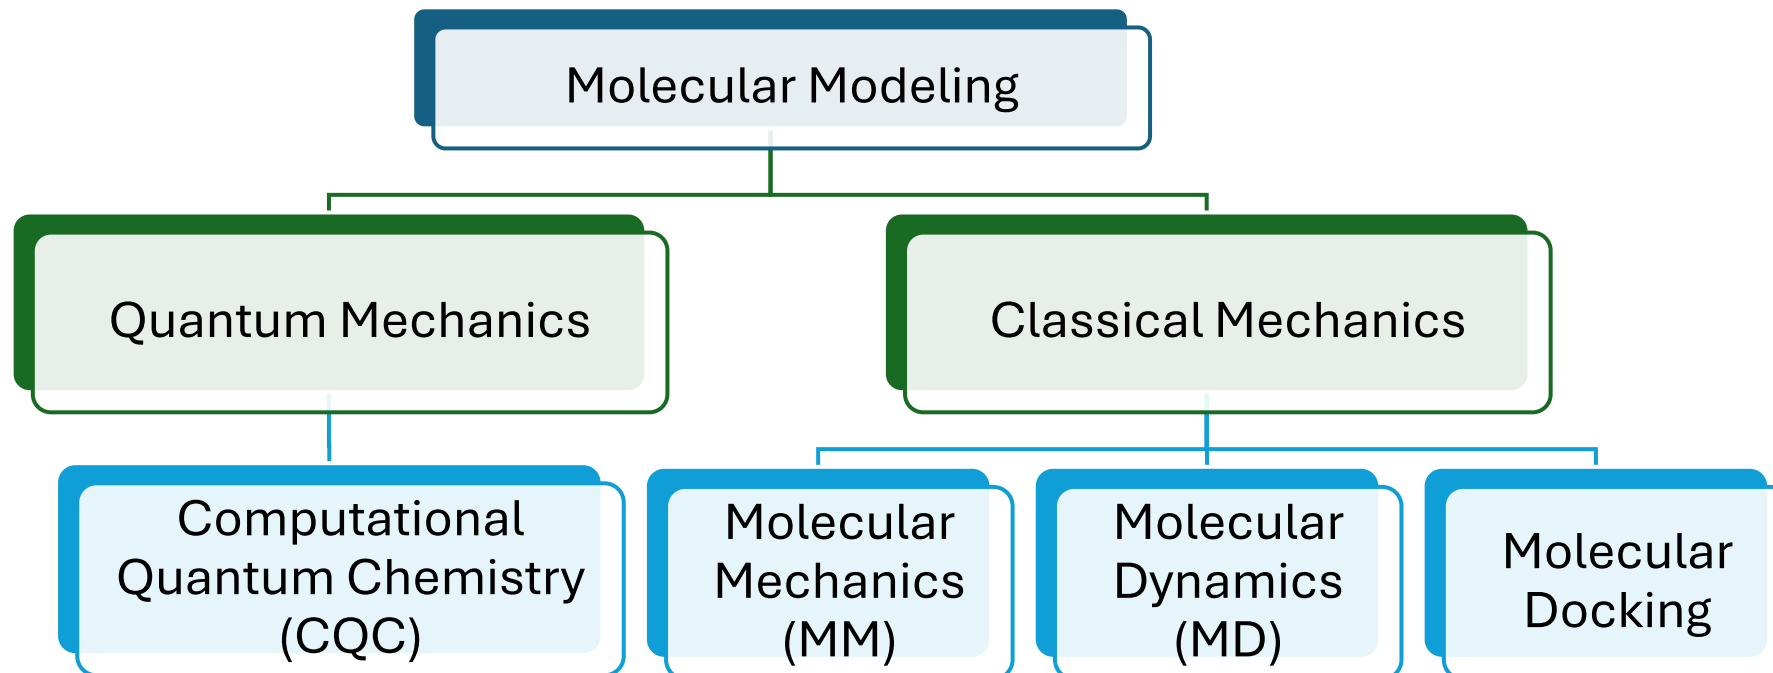 Molecular Modeling
Quantum Mechanics
Classical Mechanics
Computational
Quantum Chemistry
(CQC)
Molecular
Mechanics
(MM)
Molecular
Dynamics
(MD)
Molecular
Docking